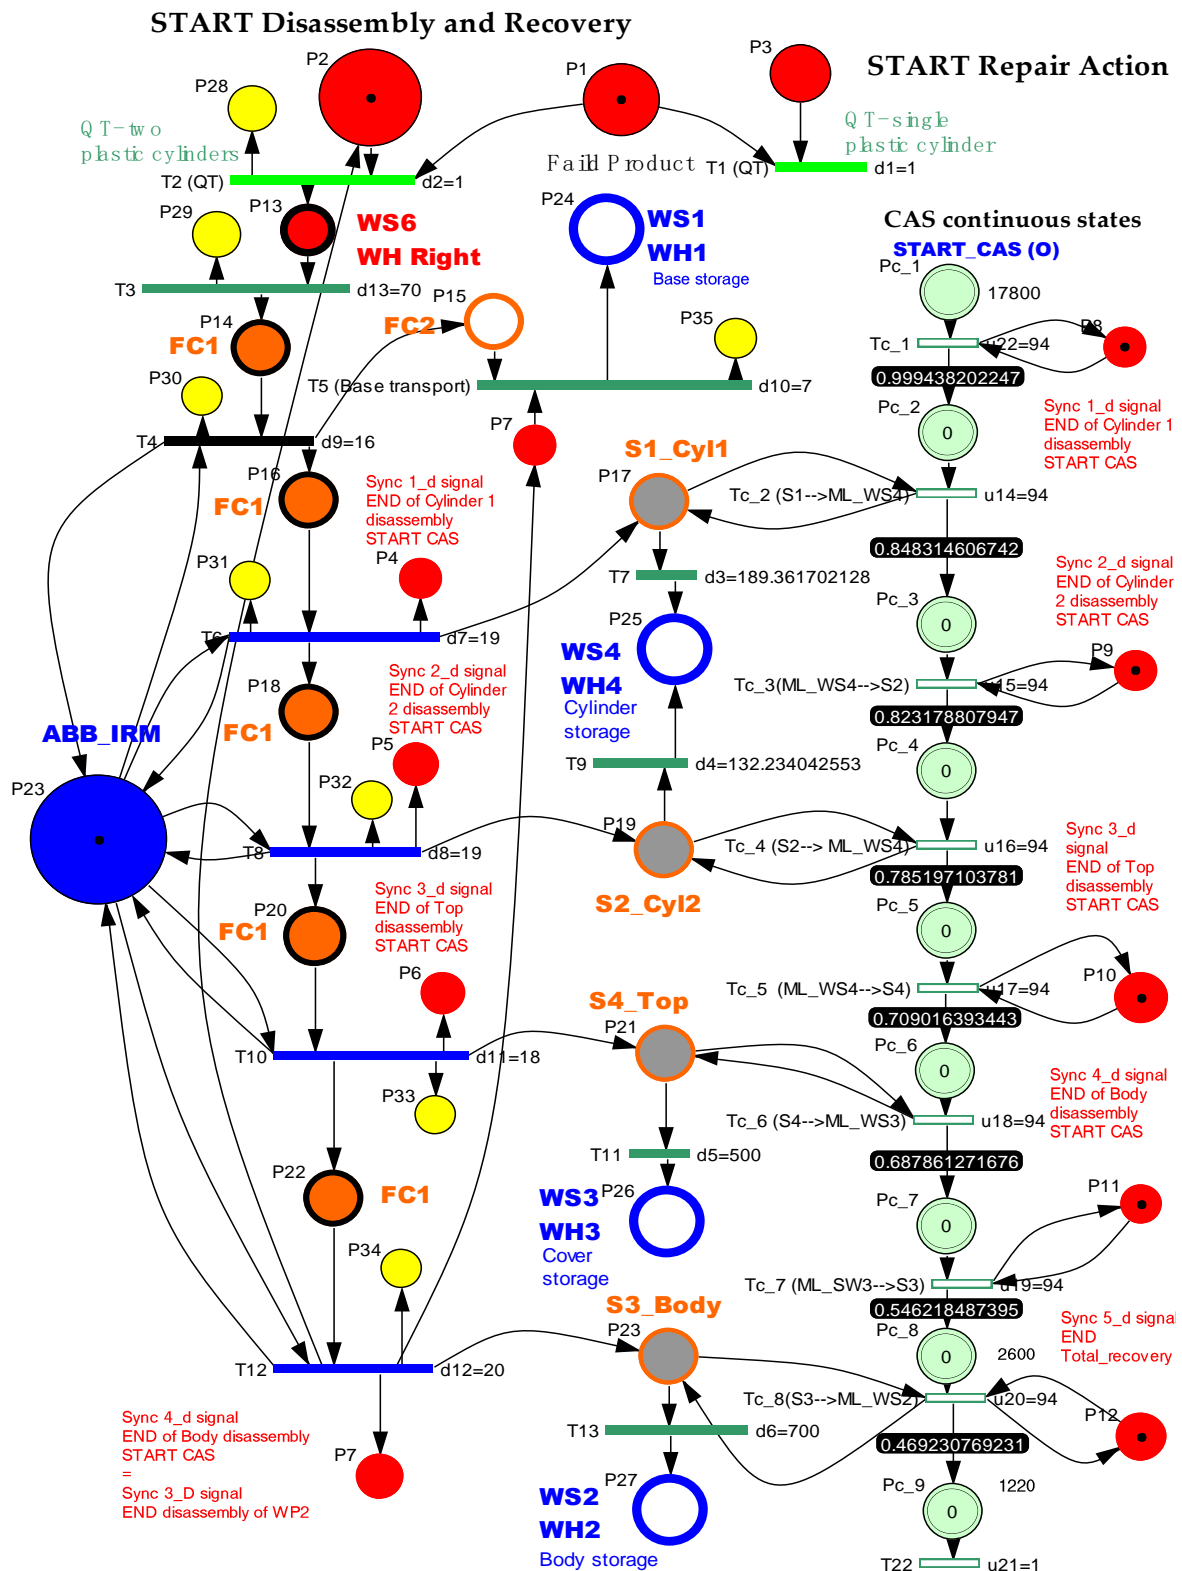 START Disassembly and Recovery
START Repair Action
P2
P1
P3
P28
QT-two
plastic cylinders
QT-single
plastic cylinder
Faild Product
T2 (QT)
d2=1
T1 (QT)
d1=1
P29
P13
WS6
WH Right
P24
WS1
WH1
Base storage
CAS continuous states
START_CAS (O)
Pc_1
17800
T3
d13=70
P15
P14
FC1
FC2
P35
P8
Tc_1
u22=94
0.999438202247
P30
T5 (Base transport)
d10=7
Pc_2
0
Sync 1_d signal
END of Cylinder 1
disassembly
START CAS
T4
d9=16
P7
P16
FC1
Sync 1_d signal
END of Cylinder 1
disassembly
START CAS
S1_Cyl1
P17
Tc_2 (S1-->ML_WS4)
u14=94
0.848314606742
P31
P4
T7
d3=189.361702128
Sync 2_d signal
END of Cylinder
2 disassembly
START CAS
Pc_3
0
P25
T6
d7=19
WS4
WH4
Cylinder
storage
P9
Sync 2_d signal
END of Cylinder
2 disassembly
START CAS
P18
FC1
Tc_3(ML_WS4-->S2)
u15=94
0.823178807947
ABB_IRM
P5
Pc_4
0
P23
P32
T9
d4=132.234042553
T8
d8=19
P19
Tc_4 (S2--> ML_WS4)
u16=94
0.785197103781
Sync 3_d
signal
END of Top
disassembly
START CAS
Sync 3_d signal
END of Top
disassembly
START CAS
S2_Cyl2
P20
FC1
Pc_5
0
P6
S4_Top
P21
Tc_5 (ML_WS4-->S4)
u17=94
0.709016393443
P10
T10
d11=18
Pc_6
0
P33
Sync 4_d signal
END of Body
disassembly
START CAS
Tc_6 (S4-->ML_WS3)
u18=94
0.687861271676
T11
d5=500
P22
FC1
WS3
WH3
P26
Cover
storage
Pc_7
0
P11
P34
Tc_7 (ML_SW3-->S3)
u19=94
0.546218487395
S3_Body
P23
Pc_8
0
2600
Sync 5_d signal
END
Total_recovery
T12
d12=20
Tc_8(S3-->ML_WS2)
u20=94
0.469230769231
P12
Sync 4_d signal
END of Body disassembly
START CAS
=
Sync 3_D signal
END disassembly of WP2
P7
T13
d6=700
WS2
WH2
P27
Body storage
Pc_9
0
1220
T22
u21=1